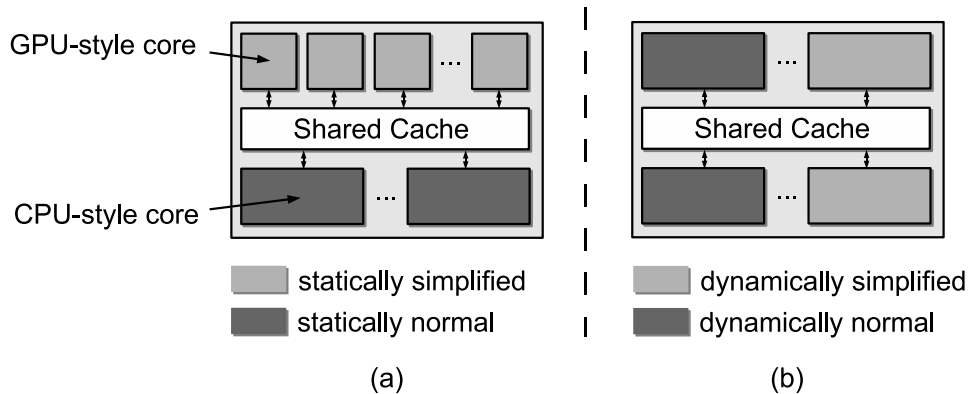 GPU-style core
...
Shared Cache
CPU-style core
...
statically simplified
statically normal
(a)
...
Shared Cache
...
dynamically simplified
dynamically normal
(b)